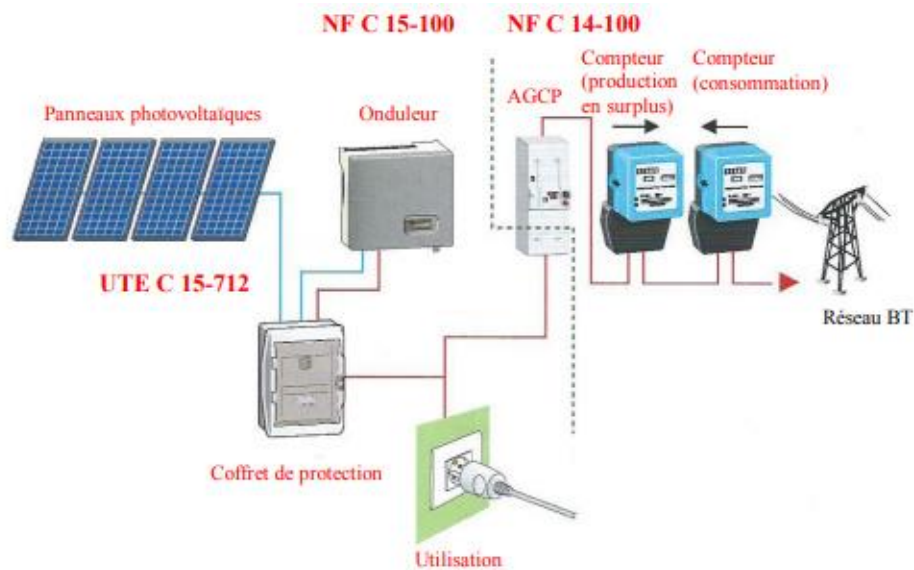 NF C 15-100
NF C 14-100
Compteur
(production
en surplus)
Compteur
(consommation)
AGCP
Panneaux photovoltaïques
Onduleur
UTE C 15-712
Réseau BT
Coffret de protection
Utilisation